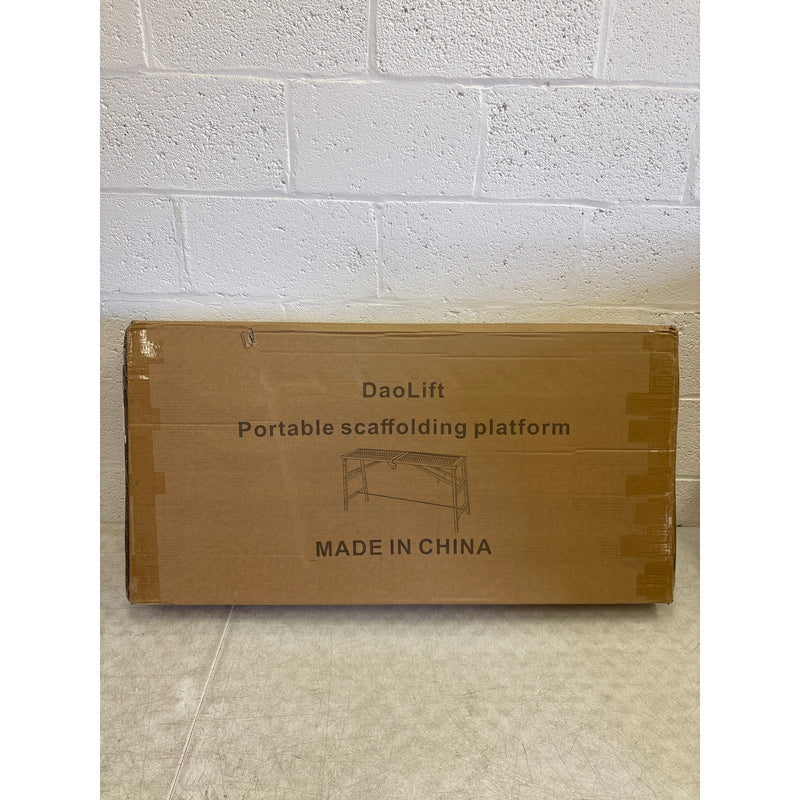 DaoLift
Portable scaffolding platform
MADE IN CHINA